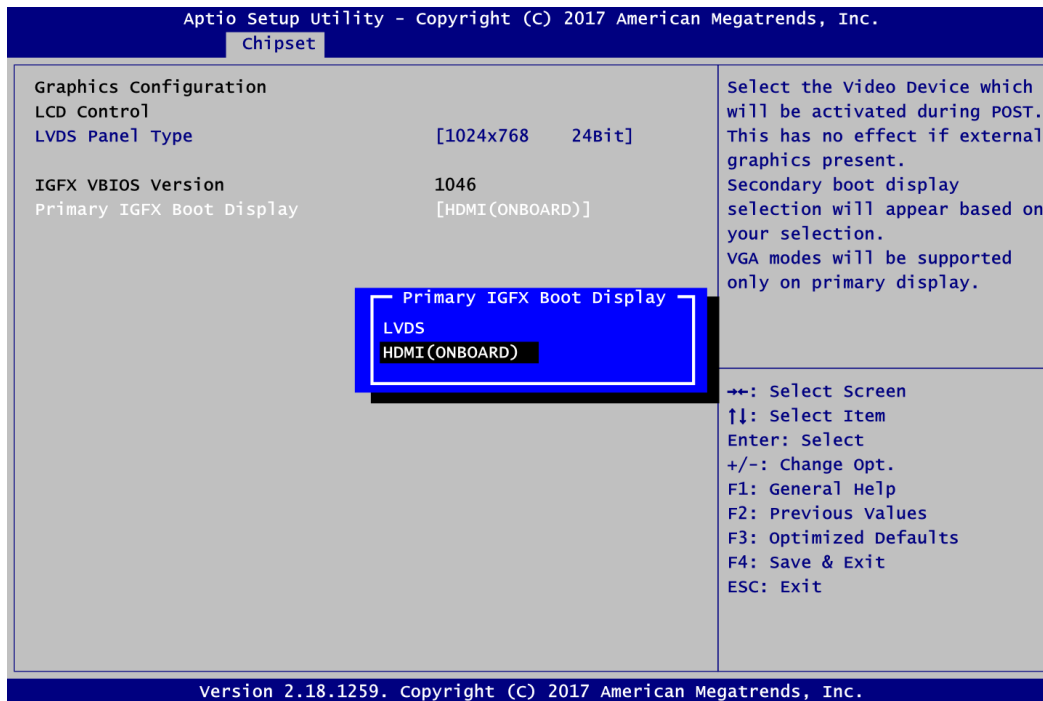 Aptio Setup Utility - Copyright (C) 2017 American Megatrends, Inc.
Chipset
Graphics Configuration
LCD Control
LVDS Panel Type [1024x768 24Bit]
IGFX VBIOS Version 1046
Primary IGFX Boot Display [HDMI(ONBOARD)]
Primary IGFX Boot Display
LVDS
HDMI(ONBOARD)
Select the Video Device which
will be activated during POST.
This has no effect if external
graphics present.
Secondary boot display
selection will appear based on
your selection.
VGA modes will be supported
only on primary display.
→←: Select Screen
↑↓: Select Item
Enter: Select
+/-: Change Opt.
F1: General Help
F2: Previous Values
F3: Optimized Defaults
F4: Save & Exit
ESC: Exit
Version 2.18.1259. Copyright (C) 2017 American Megatrends, Inc.